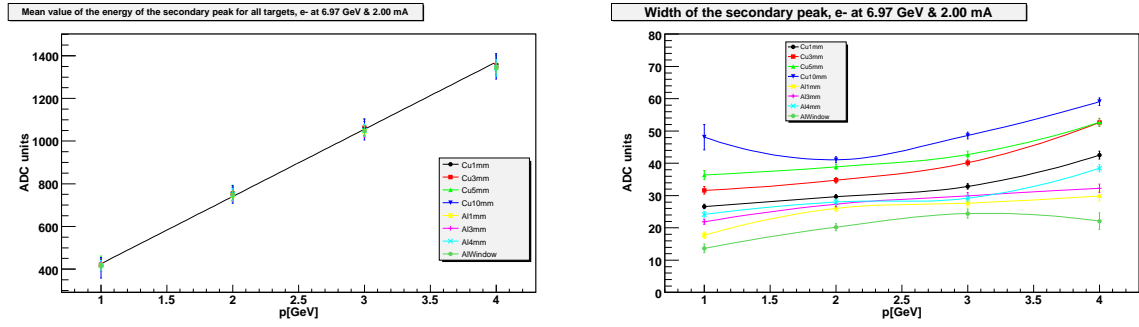 Mean value of the energy of the secondary peak for all targets, e- at 6.97 GeV & 2.00 mA
ADC units
1400
1200
1000
800
600
400
1 1.5 2 2.5 3 3.5 4
p[GeV]
Cu1mm
Cu3mm
Cu5mm
Cu10mm
Al1mm
Al3mm
Al4mm
AlWindow
Width of the secondary peak, e- at 6.97 GeV & 2.00 mA
ADC units
80
70
60
50
40
30
20
10
0
1 1.5 2 2.5 3 3.5 4
p[GeV]
Cu1mm
Cu3mm
Cu5mm
Cu10mm
Al1mm
Al3mm
Al4mm
AlWindow